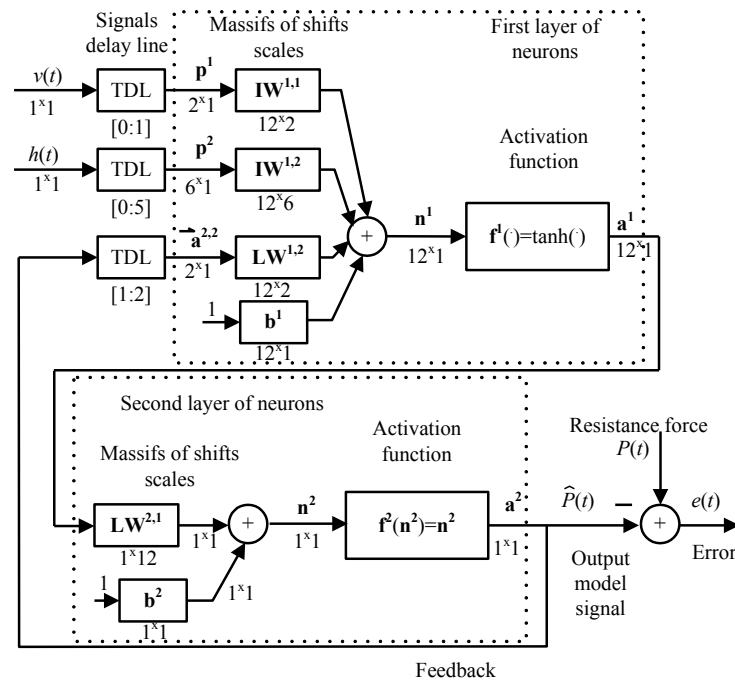 Signals
delay line
Massifs of shifts
scales
First layer of
neurons
v(t)
1ˣ1
TDL
[0:1]
p¹
2ˣ1
IW¹,¹
12ˣ2
h(t)
1ˣ1
TDL
[0:5]
p²
6ˣ1
IW¹,²
12ˣ6
TDL
[1:2]
a²,²
2ˣ1
LW¹,²
12ˣ2
1
b¹
12ˣ1
+
n¹
12ˣ1
Activation
function
f¹(·)=tanh(·)
a¹
12ˣ1
Second layer of neurons
Massifs of shifts
scales
LW²,¹
1ˣ12
1ˣ1
1
b²
1ˣ1
1ˣ1
+
n²
1ˣ1
Activation
function
f²(n²)=n²
a²
1ˣ1
Resistance force
P(t)
P̂(t)
−
+
e(t)
Error
Output
model
signal
Feedback